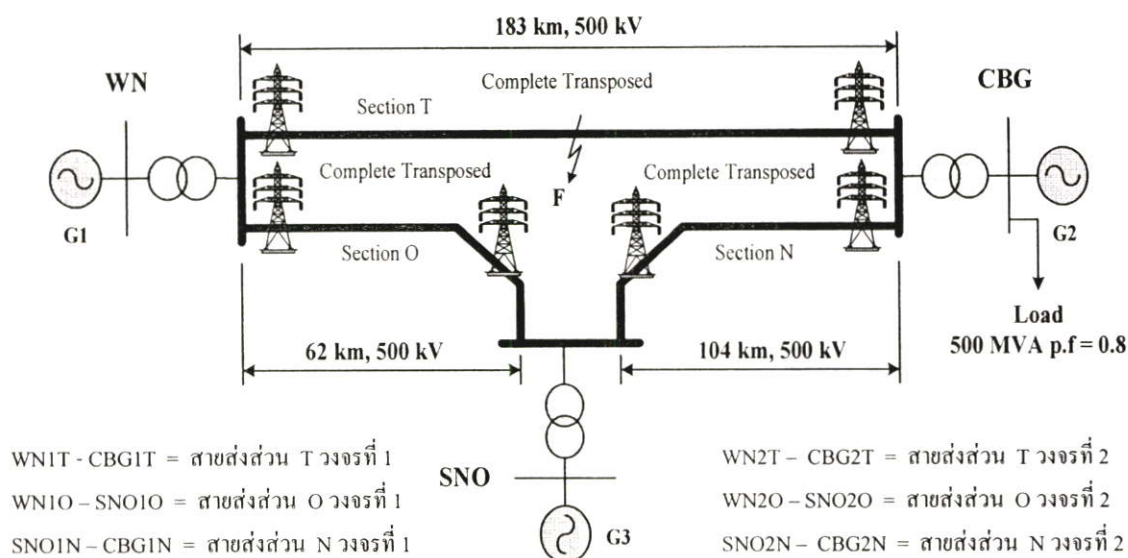 183 km, 500 kV
WN
Complete Transposed
CBG
Section T
Complete Transposed
Complete Transposed
F
G1
G2
Section O
Section N
Load
500 MVA p.f = 0.8
62 km, 500 kV
104 km, 500 kV
WN1T - CBG1T = สายส่งส่วน T วงจรที่ 1
WN2T – CBG2T = สายส่งส่วน T วงจรที่ 2
SNO
WN1O – SNO1O = สายส่งส่วน O วงจรที่ 1
WN2O – SNO2O = สายส่งส่วน O วงจรที่ 2
G3
SNO1N – CBG1N = สายส่งส่วน N วงจรที่ 1
SNO2N – CBG2N = สายส่งส่วน N วงจรที่ 2